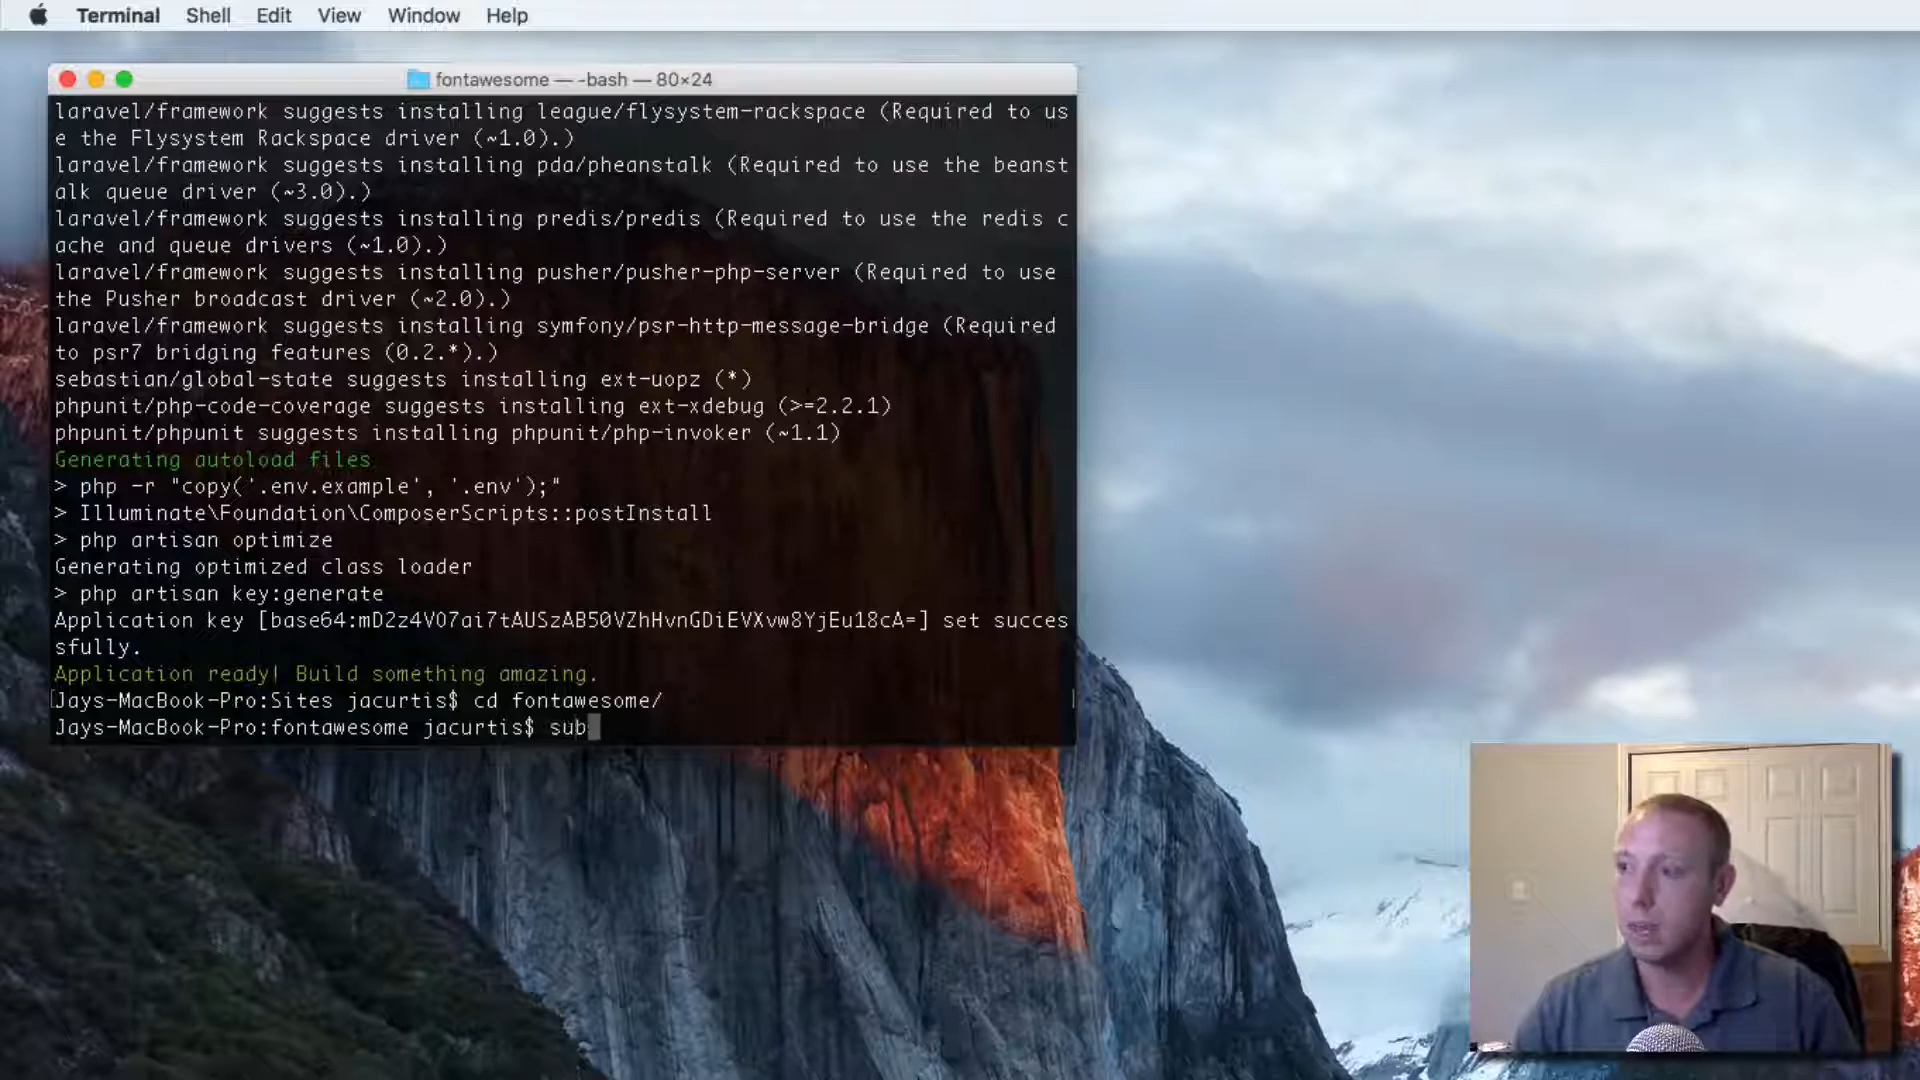 Terminal Shell Edit View Window Help
fontawesome — -bash — 80×24
laravel/framework suggests installing league/flysystem-rackspace (Required to us
e the Flysystem Rackspace driver (~1.0).)
laravel/framework suggests installing pda/pheanstalk (Required to use the beanst
alk queue driver (~3.0).)
laravel/framework suggests installing predis/predis (Required to use the redis c
ache and queue drivers (~1.0).)
laravel/framework suggests installing pusher/pusher-php-server (Required to use
the Pusher broadcast driver (~2.0).)
laravel/framework suggests installing symfony/psr-http-message-bridge (Required
to psr7 bridging features (0.2.*).)
sebastian/global-state suggests installing ext-uopz (*)
phpunit/php-code-coverage suggests installing ext-xdebug (>=2.2.1)
phpunit/phpunit suggests installing phpunit/php-invoker (~1.1)
Generating autoload files
> php -r "copy('.env.example', '.env');"
> Illuminate\Foundation\ComposerScripts::postInstall
> php artisan optimize
Generating optimized class loader
> php artisan key:generate
Application key [base64:mD2z4VO7ai7tAUSzAB50VZhHvnGDiEVXvw8YjEu18cA=] set succes
sfully.
Application ready! Build something amazing.
[Jays-MacBook-Pro:Sites jacurtis$ cd fontawesome/ ]
Jays-MacBook-Pro:fontawesome jacurtis$ sub